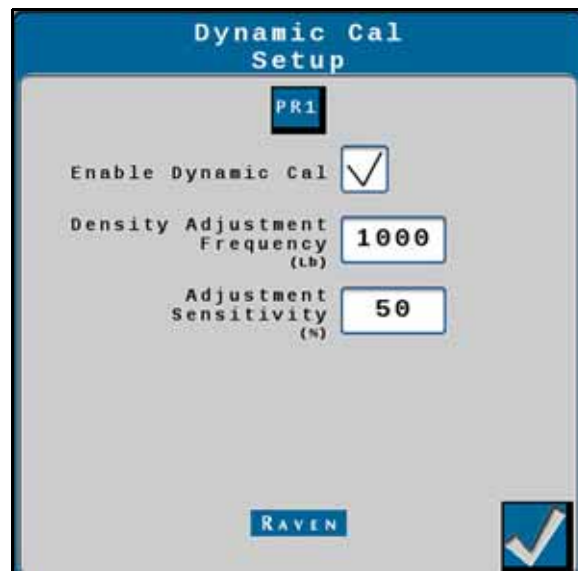 Dynamic Cal
Setup
PR1
Enable Dynamic Cal
Density Adjustment
Frequency
(Lb)
1000
Adjustment
Sensitivity
(%)
50
RAVEN